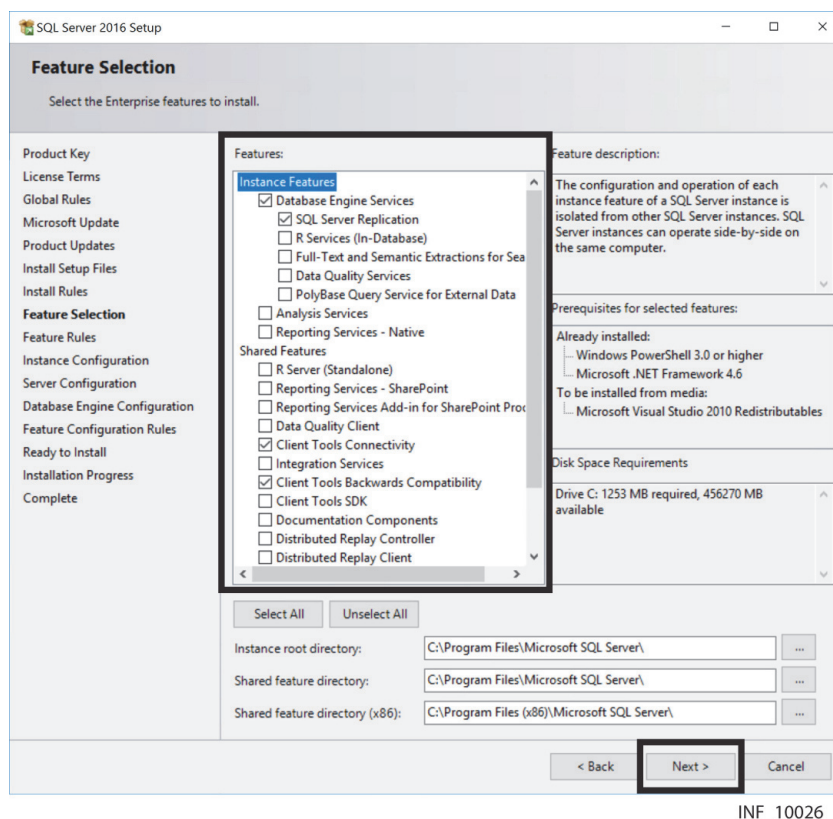 SQL Server 2016 Setup
Feature Selection
Select the Enterprise features to install.
Product Key
License Terms
Global Rules
Microsoft Update
Product Updates
Install Setup Files
Install Rules
Feature Selection
Feature Rules
Instance Configuration
Server Configuration
Database Engine Configuration
Feature Configuration Rules
Ready to Install
Installation Progress
Complete
Features:
Instance Features
Database Engine Services
SQL Server Replication
R Services (In-Database)
Full-Text and Semantic Extractions for Sea
Data Quality Services
PolyBase Query Service for External Data
Analysis Services
Reporting Services - Native
Shared Features
R Server (Standalone)
Reporting Services - SharePoint
Reporting Services Add-in for SharePoint Proc
Data Quality Client
Client Tools Connectivity
Integration Services
Client Tools Backwards Compatibility
Client Tools SDK
Documentation Components
Distributed Replay Controller
Distributed Replay Client
Feature description:
The configuration and operation of each
instance feature of a SQL Server instance is
isolated from other SQL Server instances. SQL
Server instances can operate side-by-side on
the same computer.
Prerequisites for selected features:
Already installed:
Windows PowerShell 3.0 or higher
Microsoft .NET Framework 4.6
To be installed from media:
Microsoft Visual Studio 2010 Redistributables
Disk Space Requirements
Drive C: 1253 MB required, 456270 MB
available
Select All
Unselect All
Instance root directory:
C:\Program Files\Microsoft SQL Server\
...
Shared feature directory:
C:\Program Files\Microsoft SQL Server\
...
Shared feature directory (x86):
C:\Program Files (x86)\Microsoft SQL Server\
...
< Back
Next >
Cancel
INF_10026